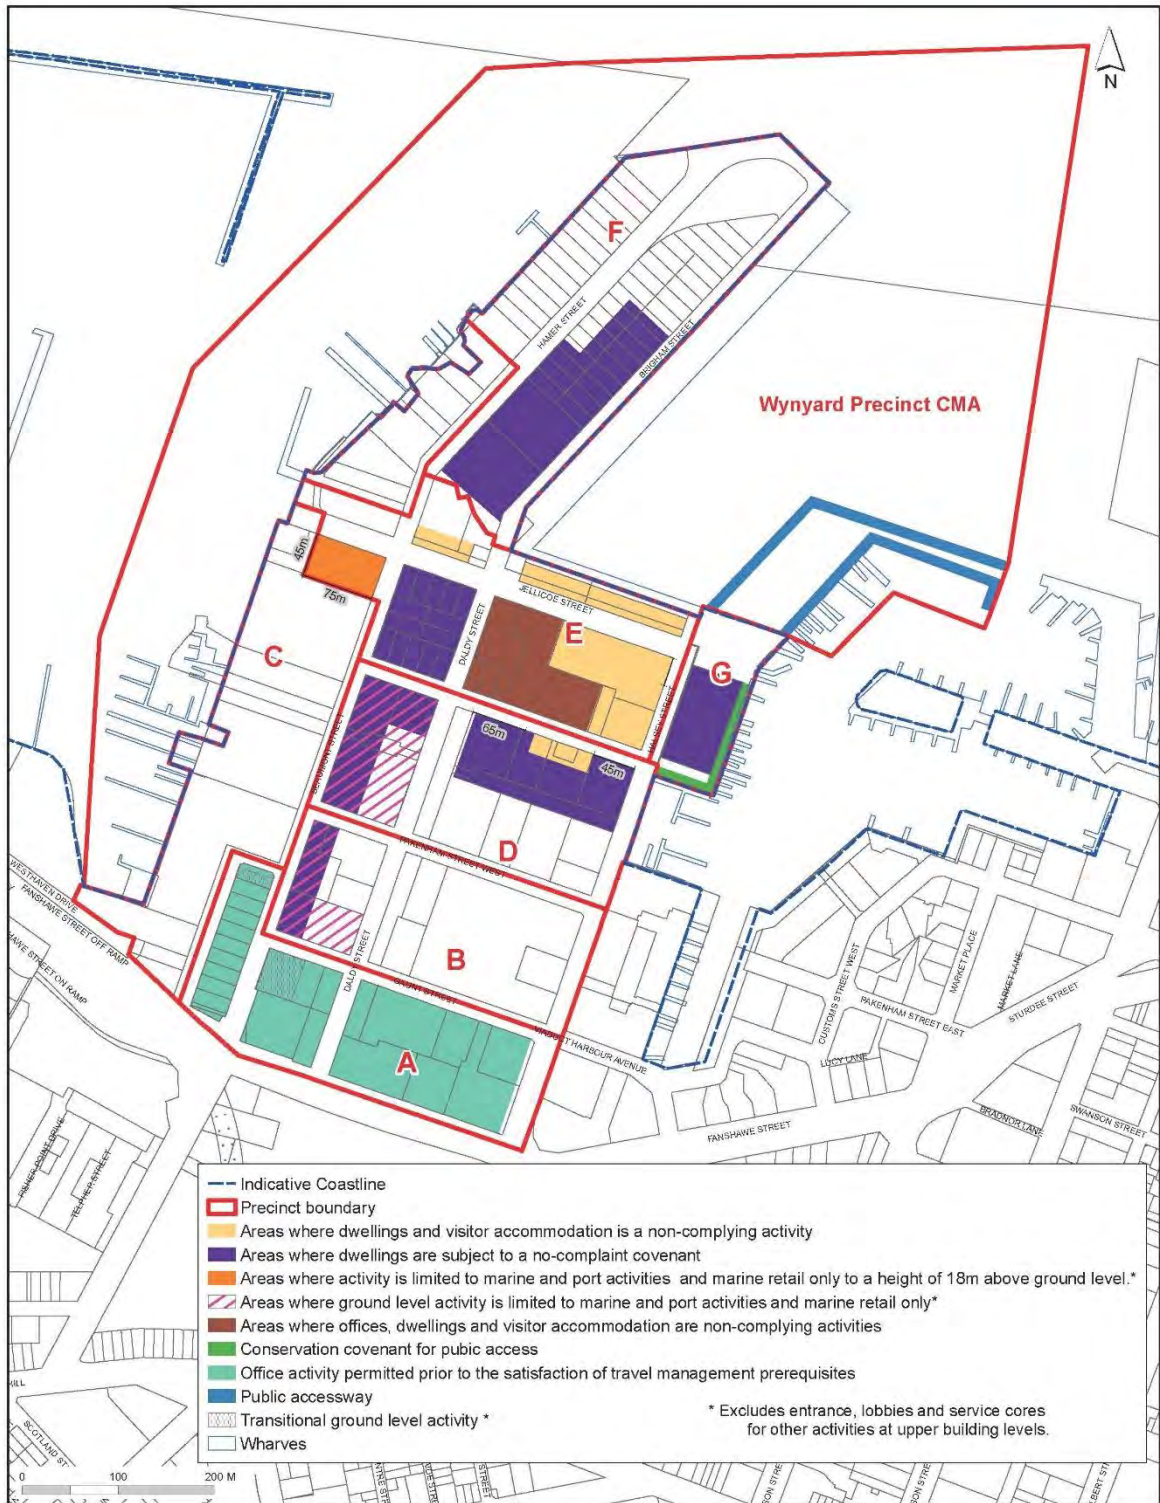 N
F
HAMER STREET
BRIGHAM STREET
Wynyard Precinct CMA
45m
75m
JELLICOE STREET
DALDY STREET
E
C
G
HALSEY STREET
BEAUMONT STREET
65m
45m
PAKENHAM STREET WEST
D
WESTHAVEN DRIVE
FANSHAWE STREET OFF RAMP
HAWE STREET ON RAMP
DALDY STREET
B
GAUNT STREET
VIADUCT HARBOUR AVENUE
A
CUSTOMS STREET WEST
MARKET PLACE
MARKET LANE
PAKENHAM STREET EAST
STURDEE STREET
LUCY LANE
BRADNOR LANE
SWANSON STREET
FANSHAWE STREET
FISHER POINT DRIVE
TELPHER STREET
Indicative Coastline
Precinct boundary
Areas where dwellings and visitor accommodation is a non-complying activity
Areas where dwellings are subject to a no-complaint covenant
Areas where activity is limited to marine and port activities and marine retail only to a height of 18m above ground level.*
Areas where ground level activity is limited to marine and port activities and marine retail only*
Areas where offices, dwellings and visitor accommodation are non-complying activities
Conservation covenant for pubic access
Office activity permitted prior to the satisfaction of travel management prerequisites
Public accessway
Transitional ground level activity *
Wharves
* Excludes entrance, lobbies and service cores
for other activities at upper building levels.
HILL
SCOTLAND ST
0 100 200 M
STREET